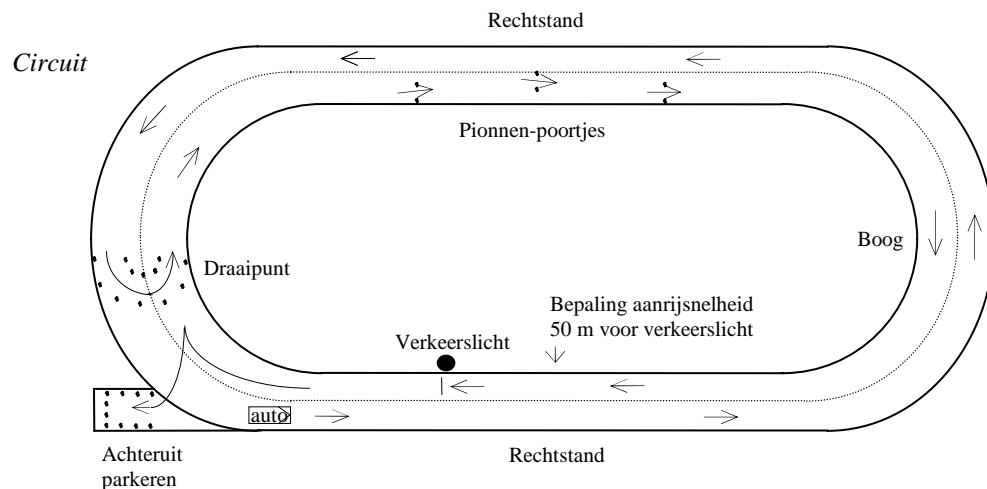 Rechtstand
Circuit
Pionnen-poortjes
Boog
Draaipunt
Bepaling aanrijsnelheid
50 m voor verkeerslicht
Verkeerslicht
auto
Achteruit
parkeren
Rechtstand